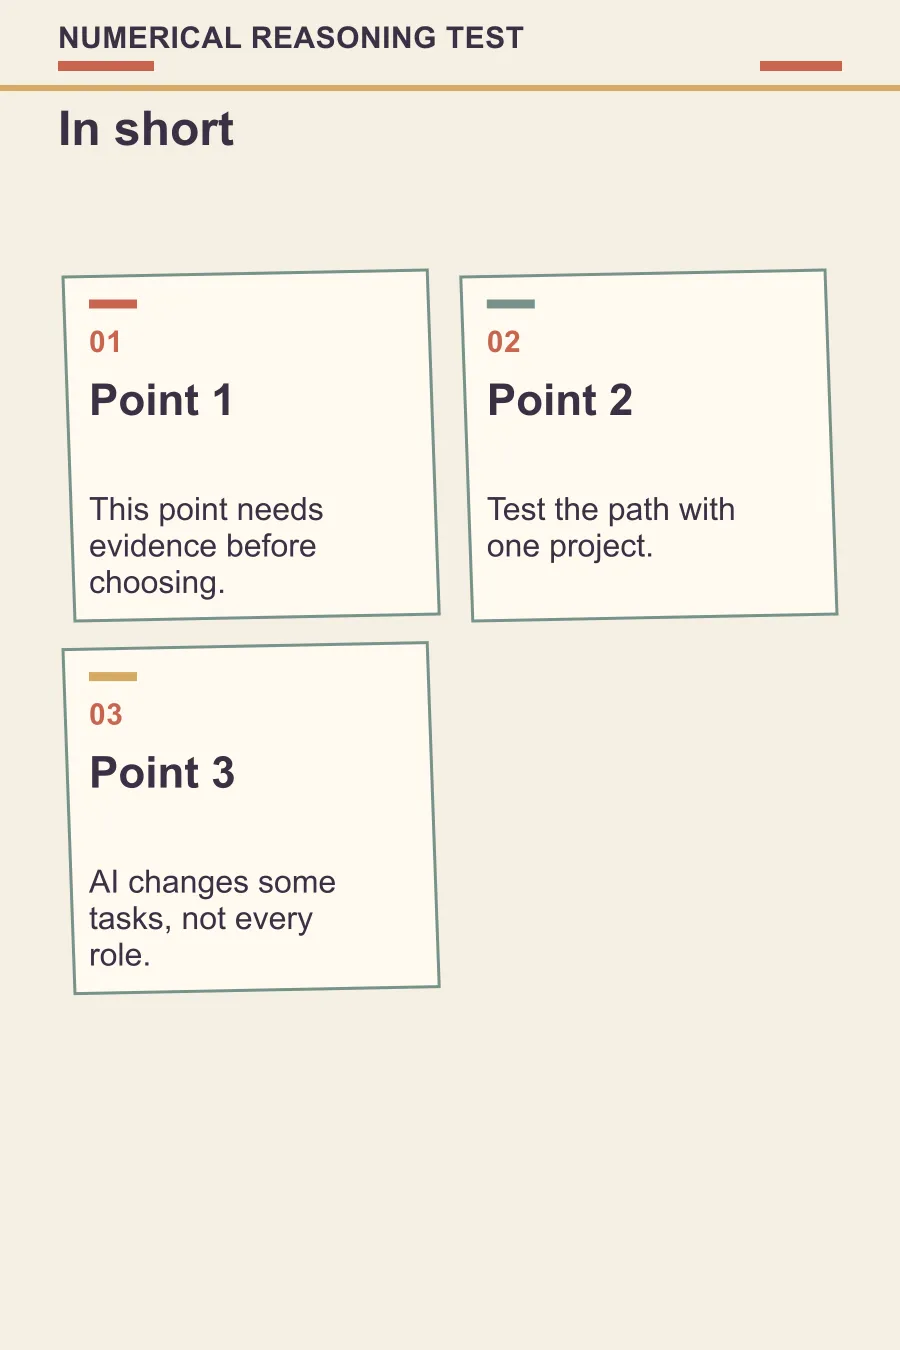 NUMERICAL REASONING TEST
In short
01
Point 1
This point needs
evidence before
choosing.
02
Point 2
Test the path with
one project.
03
Point 3
AI changes some
tasks, not every
role.